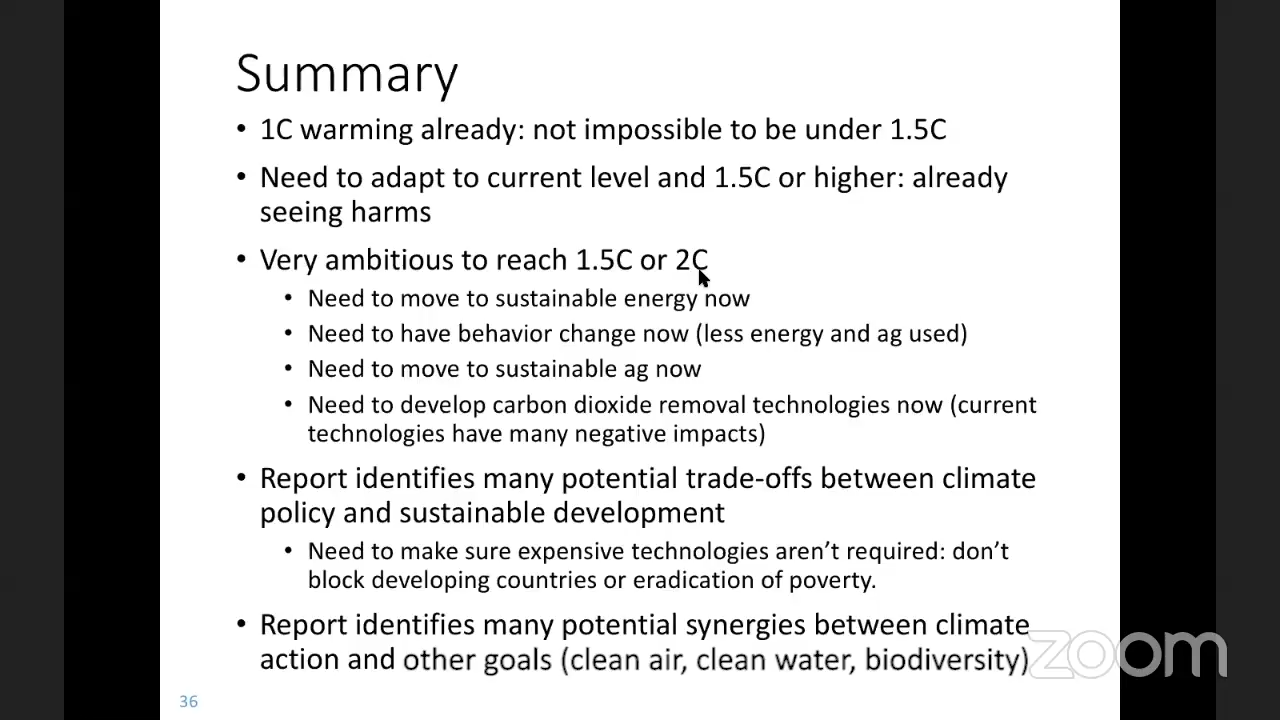 Summary
• 1C warming already: not impossible to be under 1.5C
• Need to adapt to current level and 1.5C or higher: already
seeing harms
• Very ambitious to reach 1.5C or 2C
• Need to move to sustainable energy now
• Need to have behavior change now (less energy and ag used)
• Need to move to sustainable ag now
• Need to develop carbon dioxide removal technologies now (current
technologies have many negative impacts)
• Report identifies many potential trade-offs between climate
policy and sustainable development
• Need to make sure expensive technologies aren’t required: don’t
block developing countries or eradication of poverty.
• Report identifies many potential synergies between climate
action and other goals (clean air, clean water, biodiversity)
zoom
36